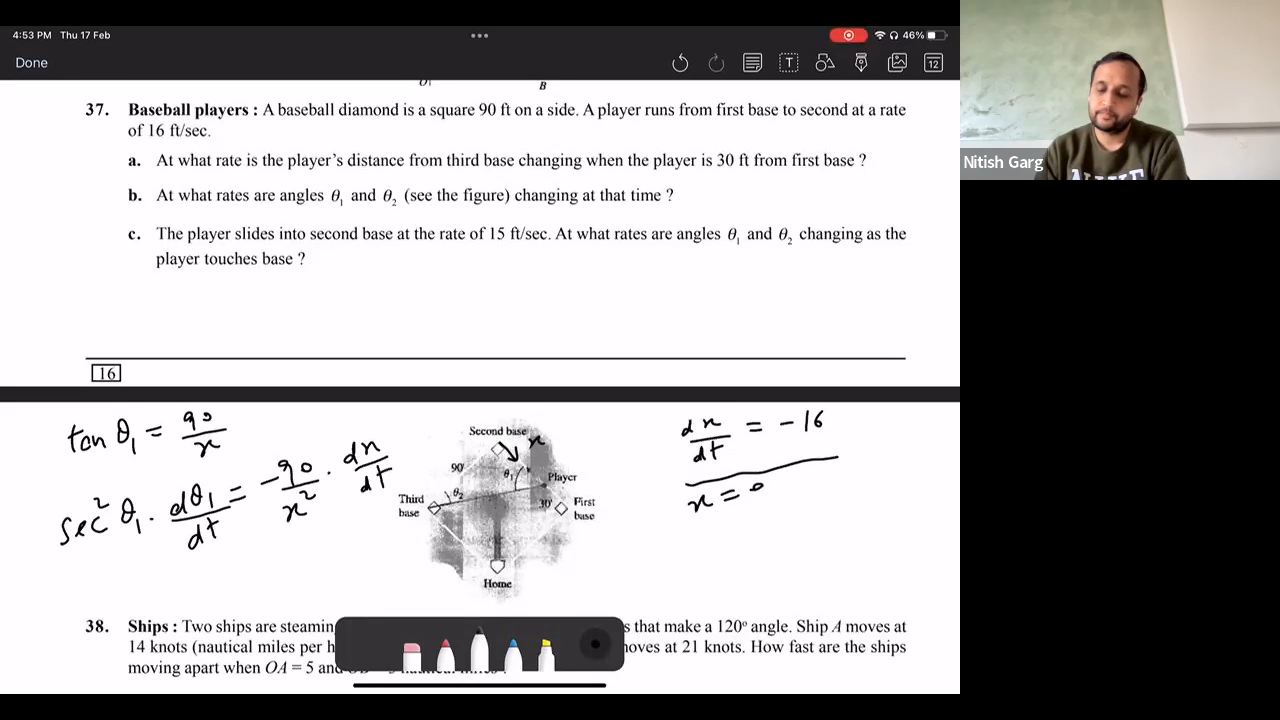 4:53 PM Thu 17 Feb
46%
Done
12
B
37. Baseball players : A baseball diamond is a square 90 ft on a side. A player runs from first base to second at a rate
of 16 ft/sec.
a. At what rate is the player's distance from third base changing when the player is 30 ft from first base ?
b. At what rates are angles θ₁ and θ₂ (see the figure) changing at that time ?
c. The player slides into second base at the rate of 15 ft/sec. At what rates are angles θ₁ and θ₂ changing as the
player touches base ?
16
tan θ₁ = 90/x
sec² θ₁ · dθ₁/dt = -90/x² · dx/dt
Second base
x
90'
θ₁
Player
θ₂
Third
base
30'
First
base
Home
dx/dt = -16
x = 0
38. Ships : Two ships are steamin s that make a 120° angle. Ship A moves at
14 knots (nautical miles per h oves at 21 knots. How fast are the ships
moving apart when OA = 5 and
Nitish Garg